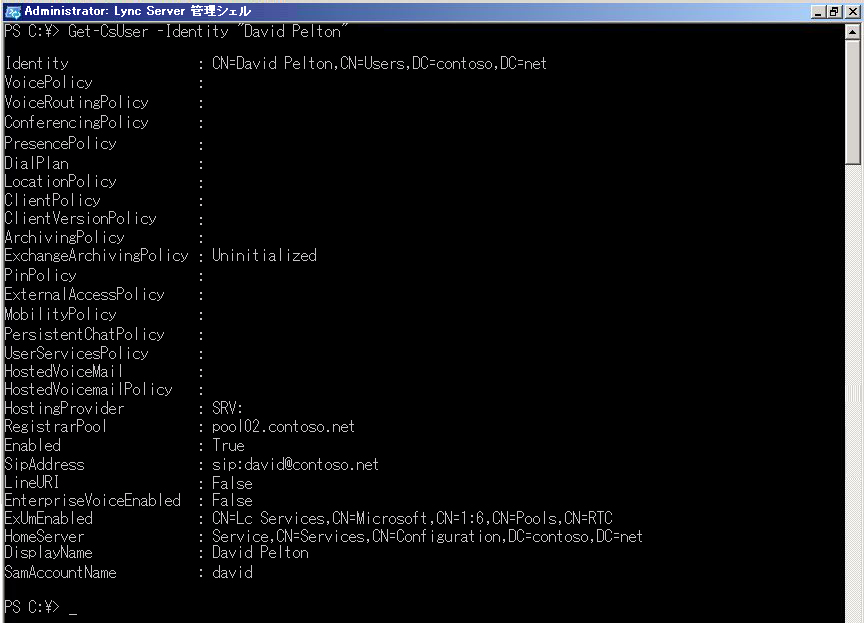 Administrator: Lync Server 管理シェル
PS C:¥> Get-CsUser -Identity "David Pelton"
Identity : CN=David Pelton,CN=Users,DC=contoso,DC=net
VoicePolicy :
VoiceRoutingPolicy :
ConferencingPolicy :
PresencePolicy :
DialPlan :
LocationPolicy :
ClientPolicy :
ClientVersionPolicy :
ArchivingPolicy :
ExchangeArchivingPolicy : Uninitialized
PinPolicy :
ExternalAccessPolicy :
MobilityPolicy :
PersistentChatPolicy :
UserServicesPolicy :
HostedVoiceMail :
HostedVoicemailPolicy :
HostingProvider : SRV:
RegistrarPool : pool02.contoso.net
Enabled : True
SipAddress : sip:david@contoso.net
LineURI : False
EnterpriseVoiceEnabled : False
ExUmEnabled : CN=Lc Services,CN=Microsoft,CN=1:6,CN=Pools,CN=RTC
HomeServer : Service,CN=Services,CN=Configuration,DC=contoso,DC=net
DisplayName : David Pelton
SamAccountName : david
PS C:¥> _